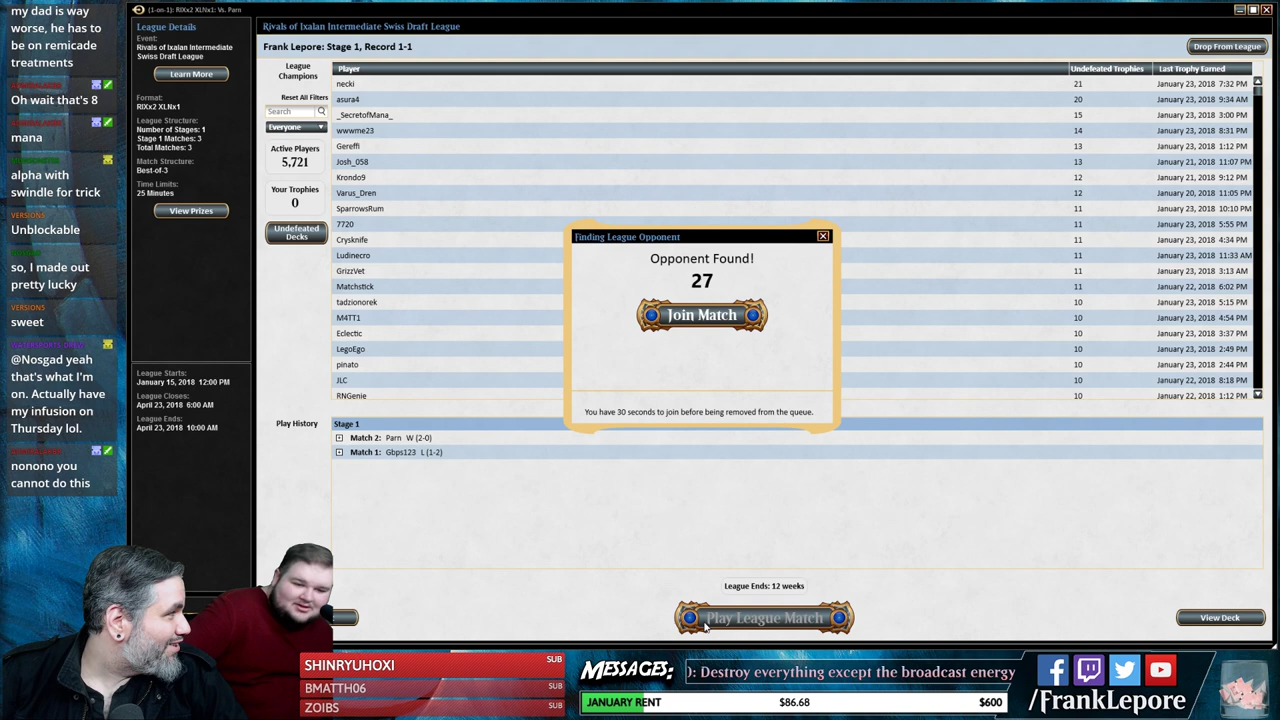 my dad is way
worse, he has to
be on remicade
treatments
Oh wait that's 8
mana
alpha with
swindle for trick
VERSIONS
Unblockable
so, I made out
pretty lucky
VERSIONS
sweet
@Nosgad yeah
that's what I'm
on. Actually have
my infusion on
Thursday lol.
nonono you
cannot do this
(1-on-1): RIXx2 XLNx1: Vs. Parn
League Details
Event:
Rivals of Ixalan Intermediate
Swiss Draft League
Learn More
Format:
RIXx2 XLNx1
League Structure:
Number of Stages: 1
Stage 1 Matches: 3
Total Matches: 3
Match Structure:
Best-of-3
Time Limits:
25 Minutes
View Prizes
League Starts:
January 15, 2018 12:00 PM
League Closes:
April 23, 2018 6:00 AM
League Ends:
April 23, 2018 10:00 AM
Rivals of Ixalan Intermediate Swiss Draft League
Frank Lepore: Stage 1, Record 1-1
Drop From League
League
Champions
Reset All Filters
Search
Everyone
Active Players
5,721
Your Trophies
0
Undefeated
Decks
Player Undefeated Trophies Last Trophy Earned
necki 21 January 23, 2018 7:32 PM
asura4 20 January 23, 2018 9:34 AM
_SecretofMana_ 15 January 23, 2018 3:00 PM
wwwme23 14 January 23, 2018 8:31 PM
Gereffi 13 January 23, 2018 1:12 PM
Josh_058 13 January 21, 2018 11:07 PM
Krondo9 12 January 21, 2018 9:12 PM
Varus_Dren 12 January 20, 2018 11:05 PM
SparrowsRum 11 January 23, 2018 10:10 PM
7720 11 January 23, 2018 5:55 PM
Crysknife 11 January 23, 2018 4:34 PM
Ludinecro 11 January 23, 2018 11:33 AM
GrizzVet 11 January 23, 2018 3:13 AM
Matchstick 11 January 22, 2018 6:02 PM
tadzionorek 10 January 23, 2018 5:15 PM
M4TT1 10 January 23, 2018 4:54 PM
Eclectic 10 January 23, 2018 3:37 PM
LegoEgo 10 January 23, 2018 2:49 PM
pinato 10 January 23, 2018 2:44 PM
JLC 10 January 22, 2018 8:18 PM
RNGenie 10 January 22, 2018 1:12 PM
Finding League Opponent
Opponent Found!
27
Join Match
You have 30 seconds to join before being removed from the queue.
Play History
Stage 1
Match 2: Parn W (2-0)
Match 1: Gbps123 L (1-2)
League Ends: 12 weeks
Play League Match
View Deck
SHINRYUHOXI SUB
BMATTH06 SUB
ZOIBS SUB
MESSAGES:
): Destroy everything except the broadcast energy
JANUARY RENT $86.68 $600
/FrankLepore